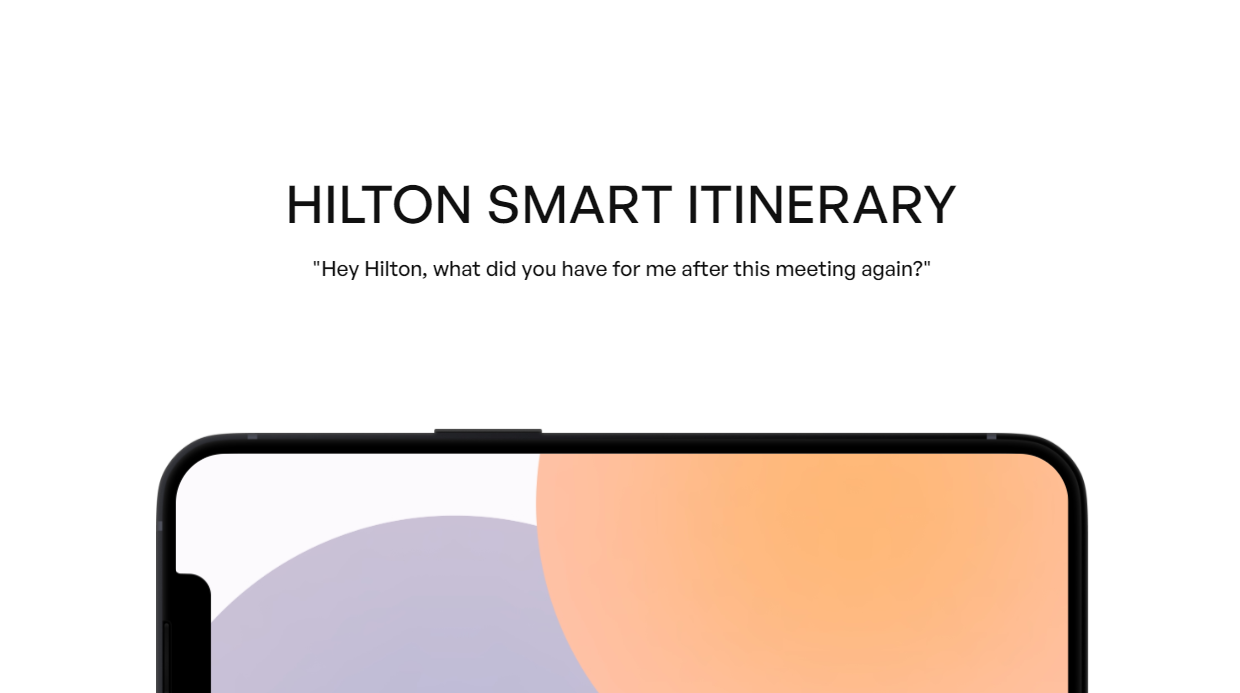 HILTON SMART ITINERARY
"Hey Hilton, what did you have for me after this meeting again?"